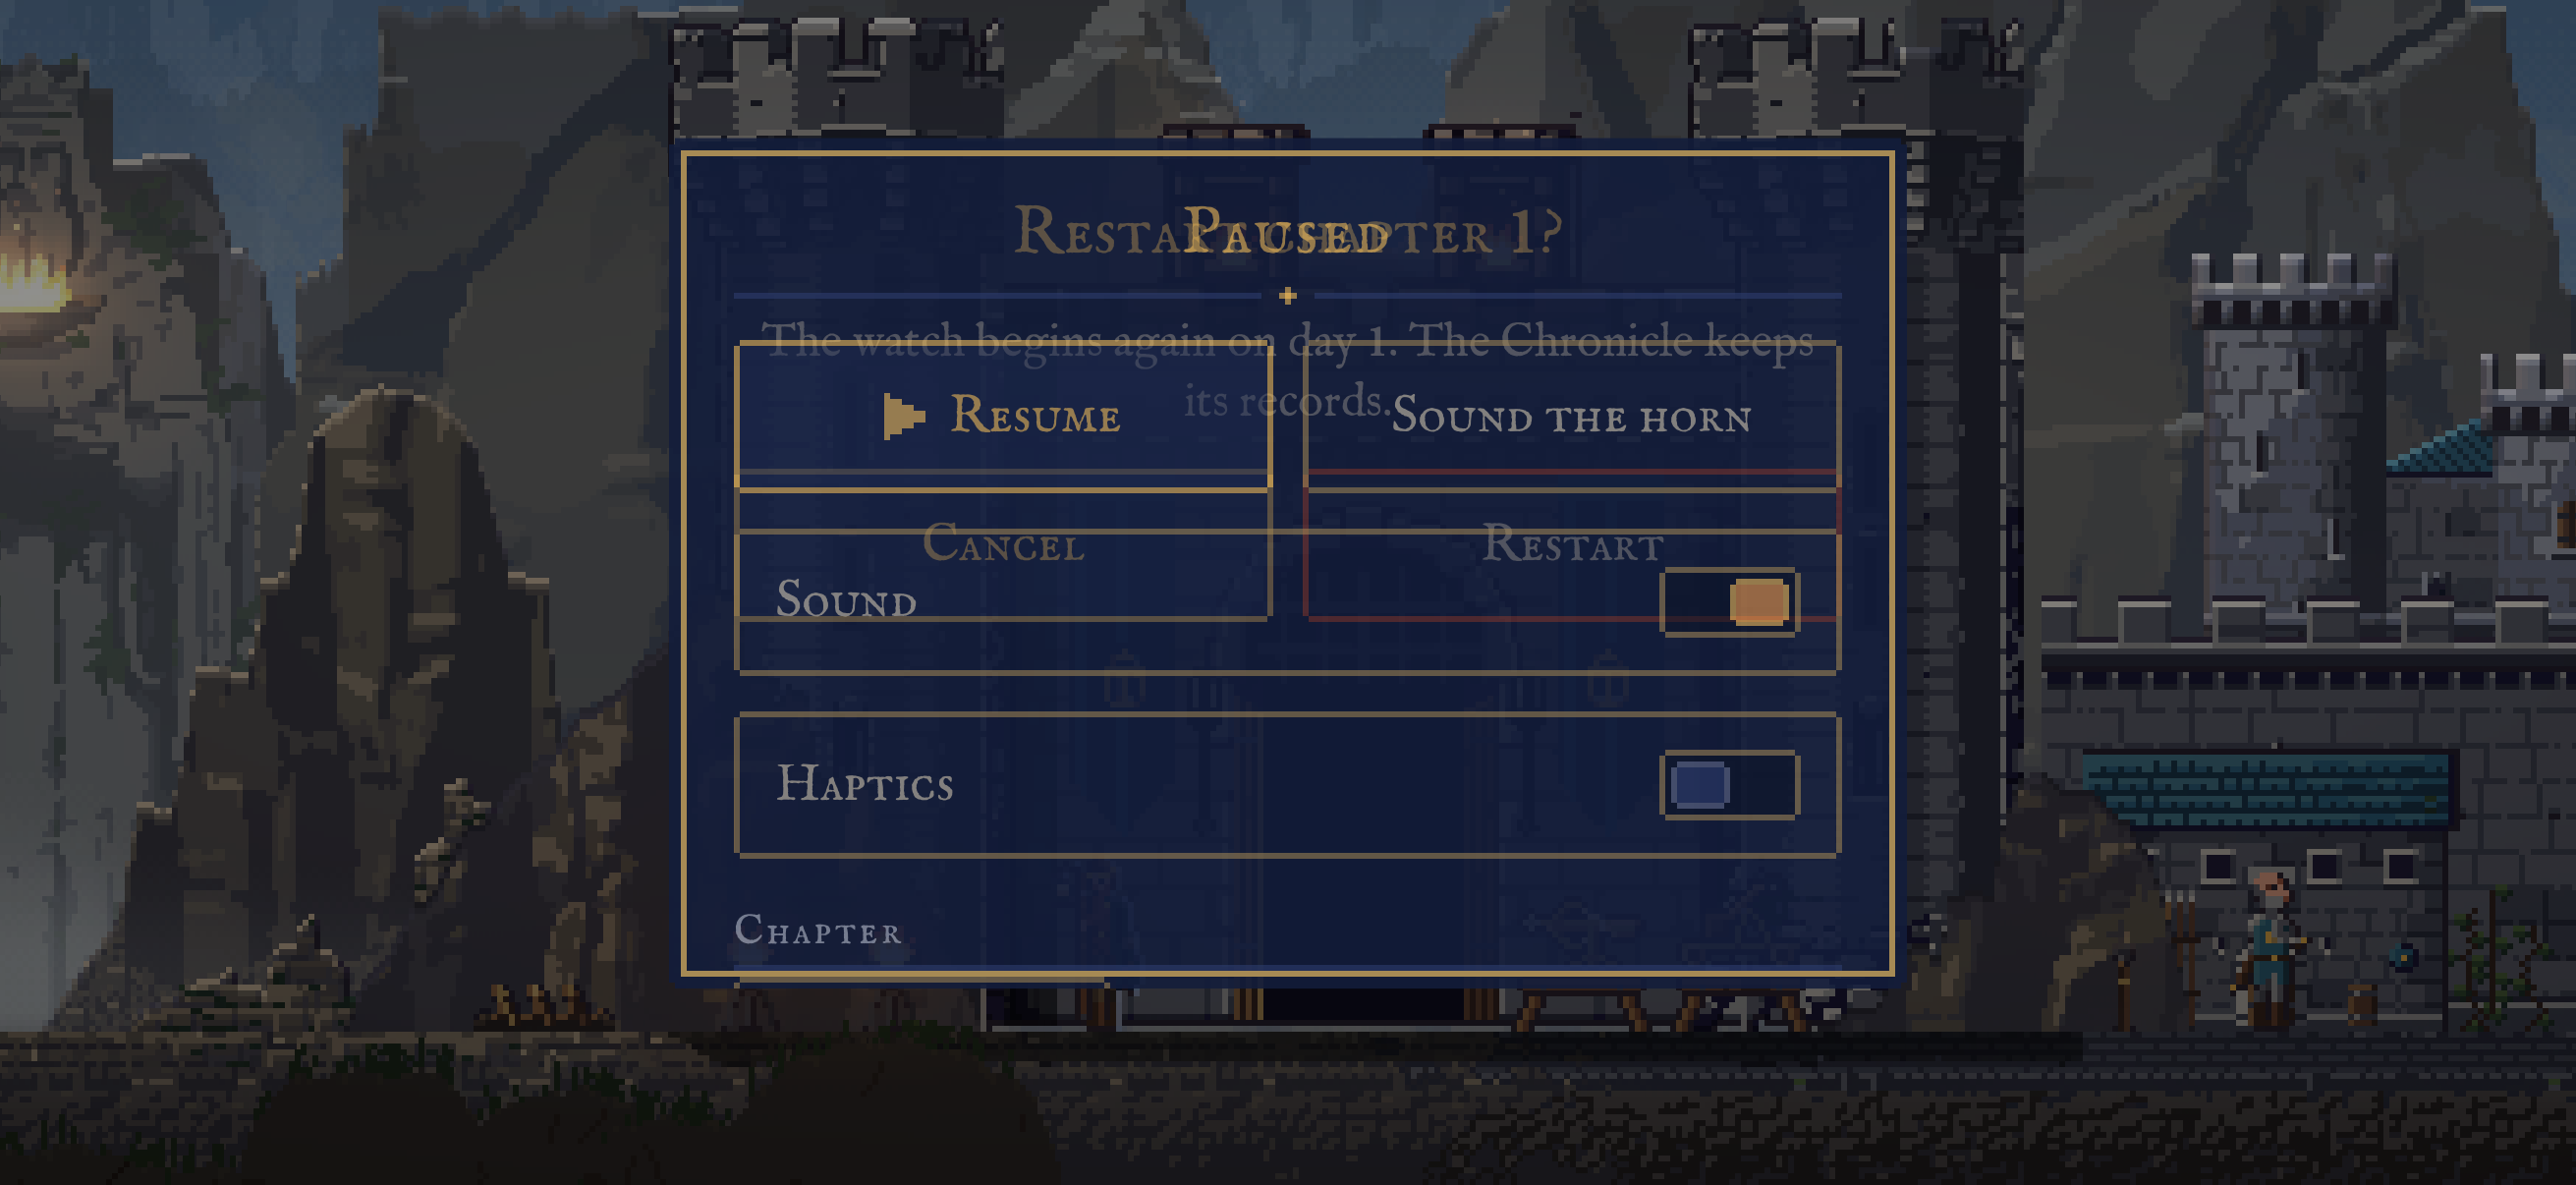 Restart Chapter 1?
Paused
The watch begins again on day 1. The Chronicle keeps
its records.
Resume
Sound the horn
Cancel
Restart
Sound
Haptics
Chapter